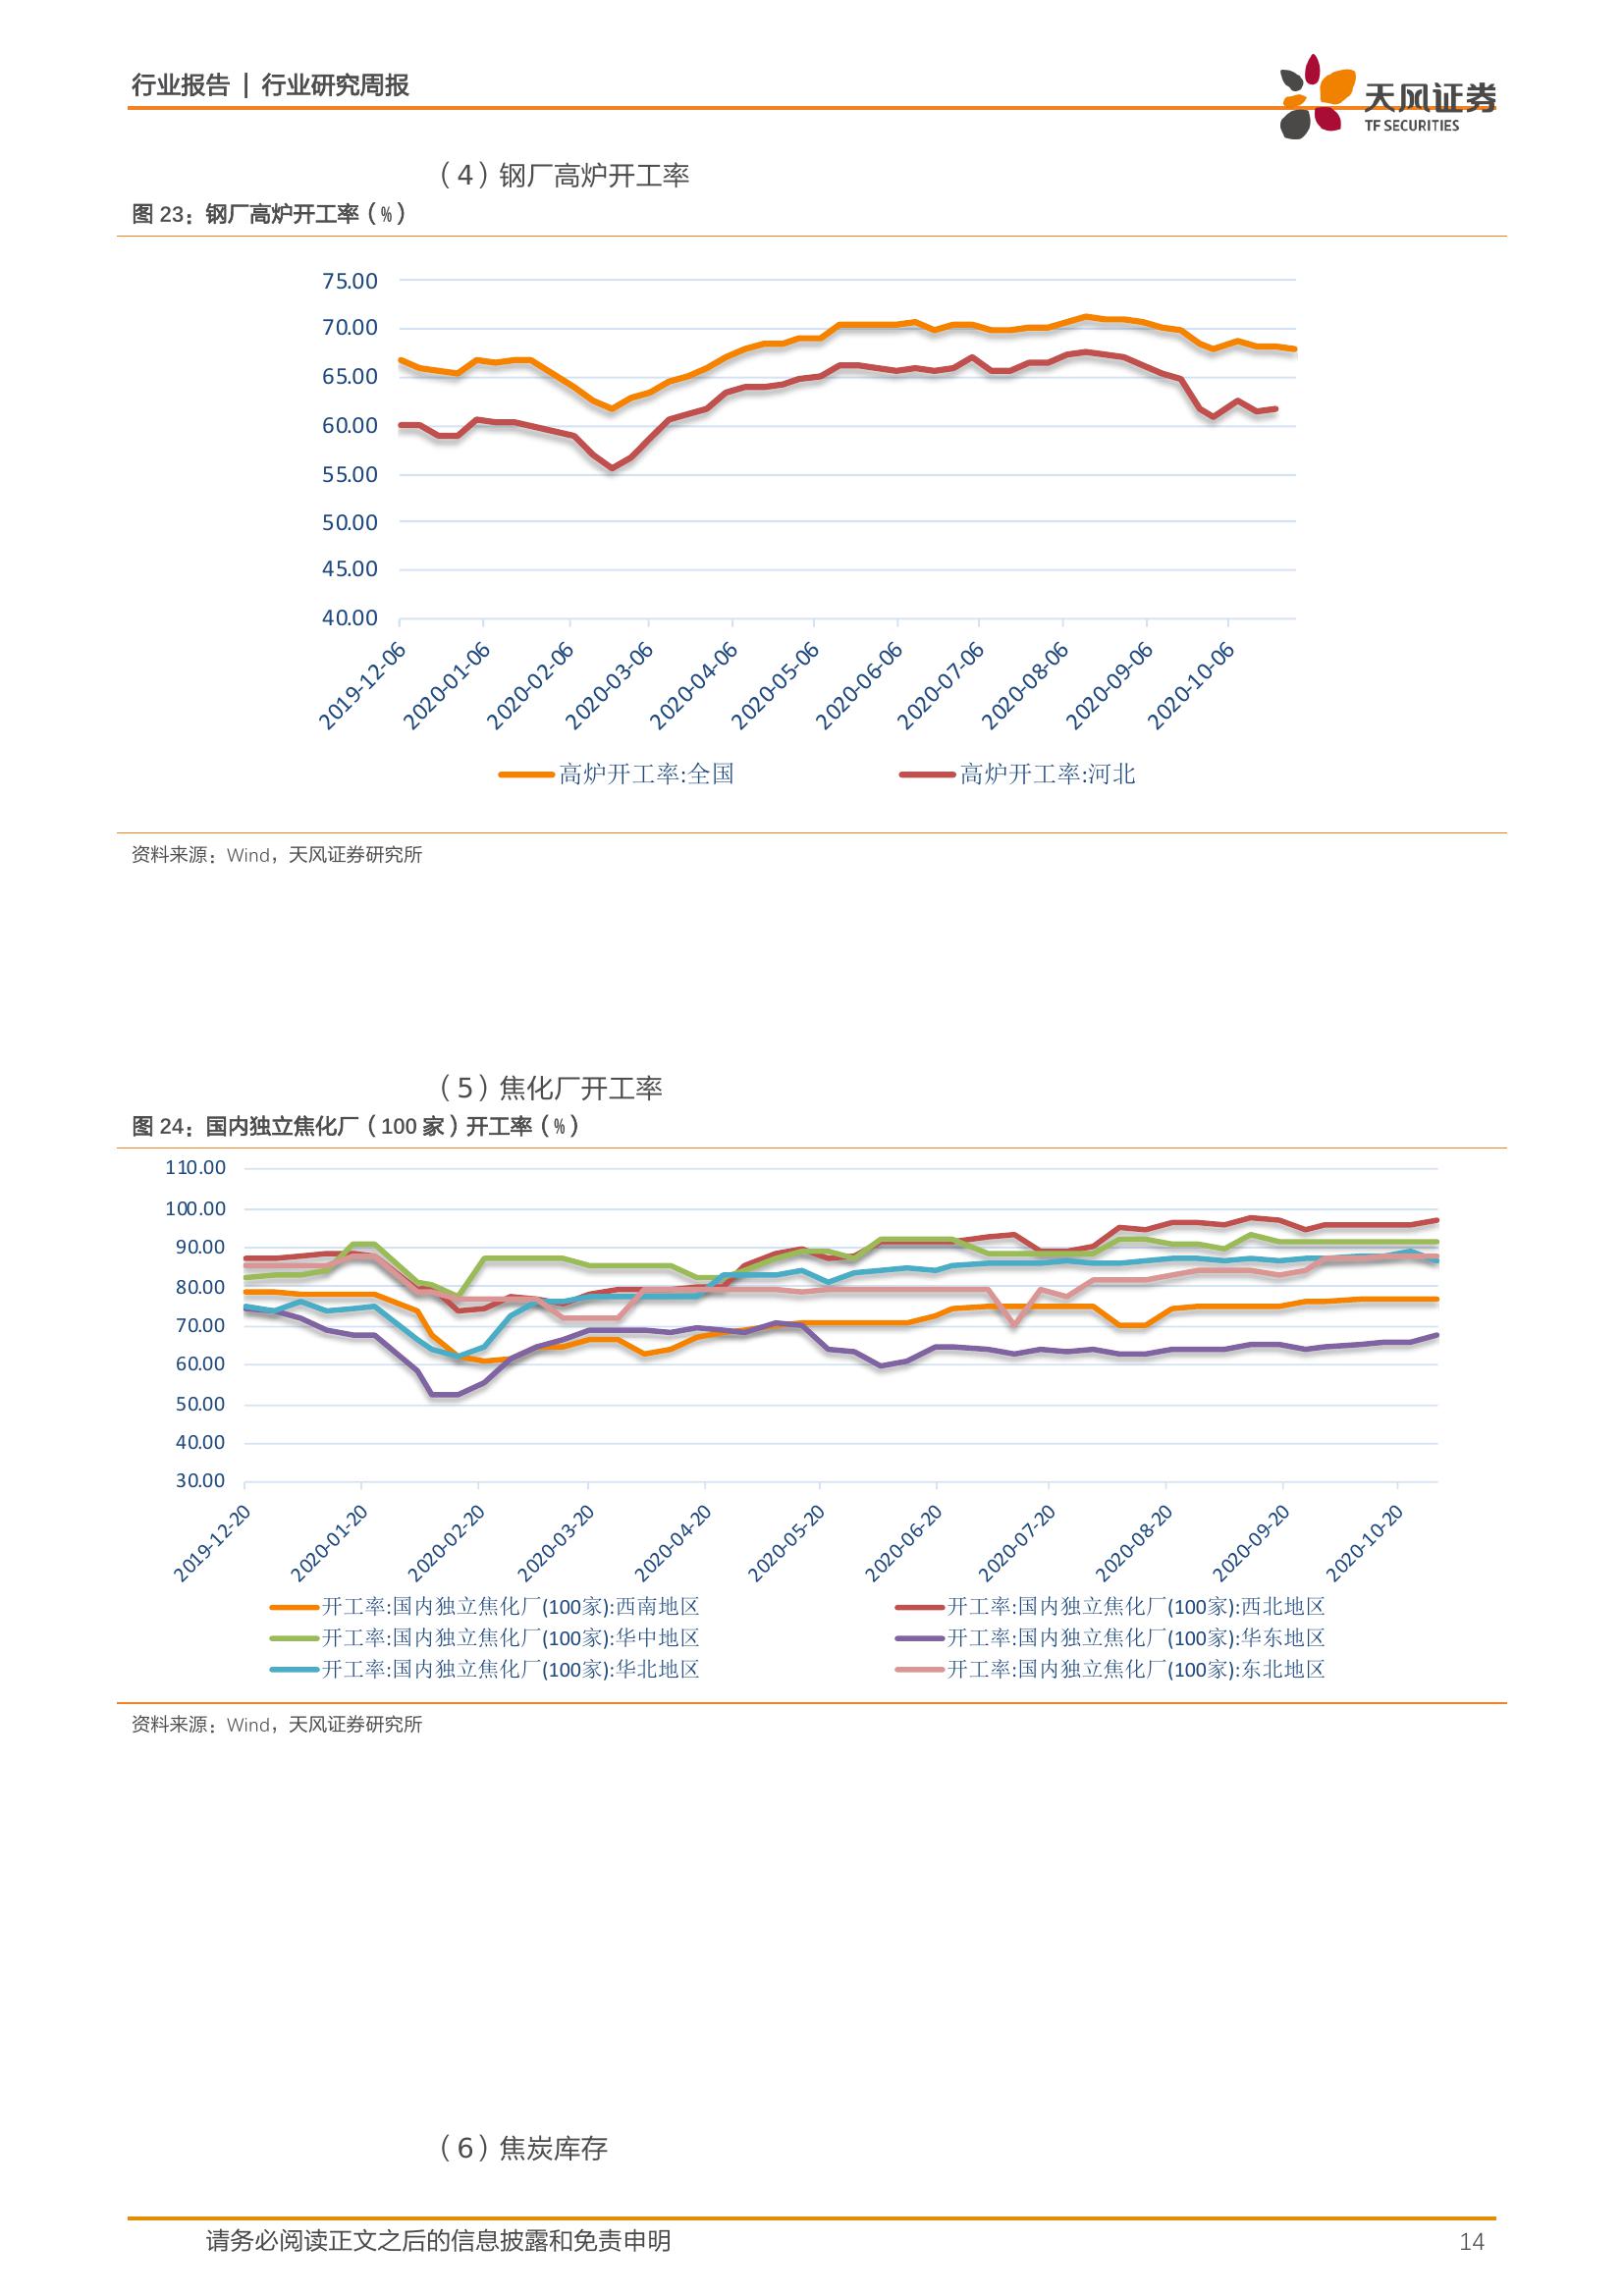 行业报告 | 行业研究周报
天风证券
TF SECURITIES
（4）钢厂高炉开工率
图 23：钢厂高炉开工率（%）
75.00
70.00
65.00
60.00
55.00
50.00
45.00
40.00
2019-12-06
2020-01-06
2020-02-06
2020-03-06
2020-04-06
2020-05-06
2020-06-06
2020-07-06
2020-08-06
2020-09-06
2020-10-06
高炉开工率:全国
高炉开工率:河北
资料来源：Wind，天风证券研究所
（5）焦化厂开工率
图 24：国内独立焦化厂（100 家）开工率（%）
110.00
100.00
90.00
80.00
70.00
60.00
50.00
40.00
30.00
2019-12-20
2020-01-20
2020-02-20
2020-03-20
2020-04-20
2020-05-20
2020-06-20
2020-07-20
2020-08-20
2020-09-20
2020-10-20
开工率:国内独立焦化厂(100家):西南地区
开工率:国内独立焦化厂(100家):西北地区
开工率:国内独立焦化厂(100家):华中地区
开工率:国内独立焦化厂(100家):华东地区
开工率:国内独立焦化厂(100家):华北地区
开工率:国内独立焦化厂(100家):东北地区
资料来源：Wind，天风证券研究所
（6）焦炭库存
请务必阅读正文之后的信息披露和免责申明
14